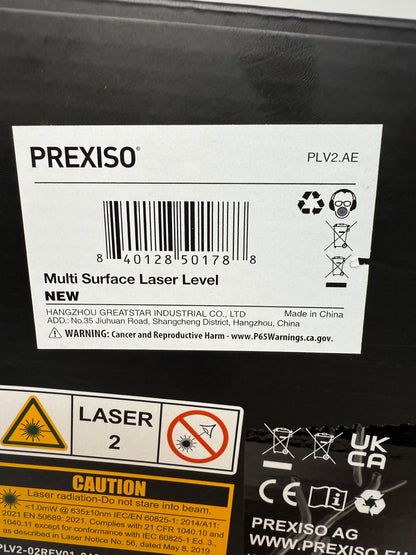 PREXISO®
PLV2.AE
8 40128 50178 8
Multi Surface Laser Level
NEW
HANGZHOU GREATSTAR INDUSTRIAL CO., LTD
Made in China
ADD.: No.35 Jiuhuan Road, Shangcheng District, Hangzhou, China
WARNING: Cancer and Reproductive Harm - www.P65Warnings.ca.gov.
LASER
2
CAUTION
Laser radiation-Do not stare into beam.
<1.0mW @ 635±10nm IEC/EN 60825-1: 2014/A11:
2021 EN 50689: 2021. Complies with 21 CFR 1040.10 and
1040.11 except for conformance with IEC 60825-1 Ed. 3,
as described in Laser Notice No. 56, dated May 8, 2019
PLV2-02REV01
UK
CA
CE
PREXISO AG
WWW.PREXISO